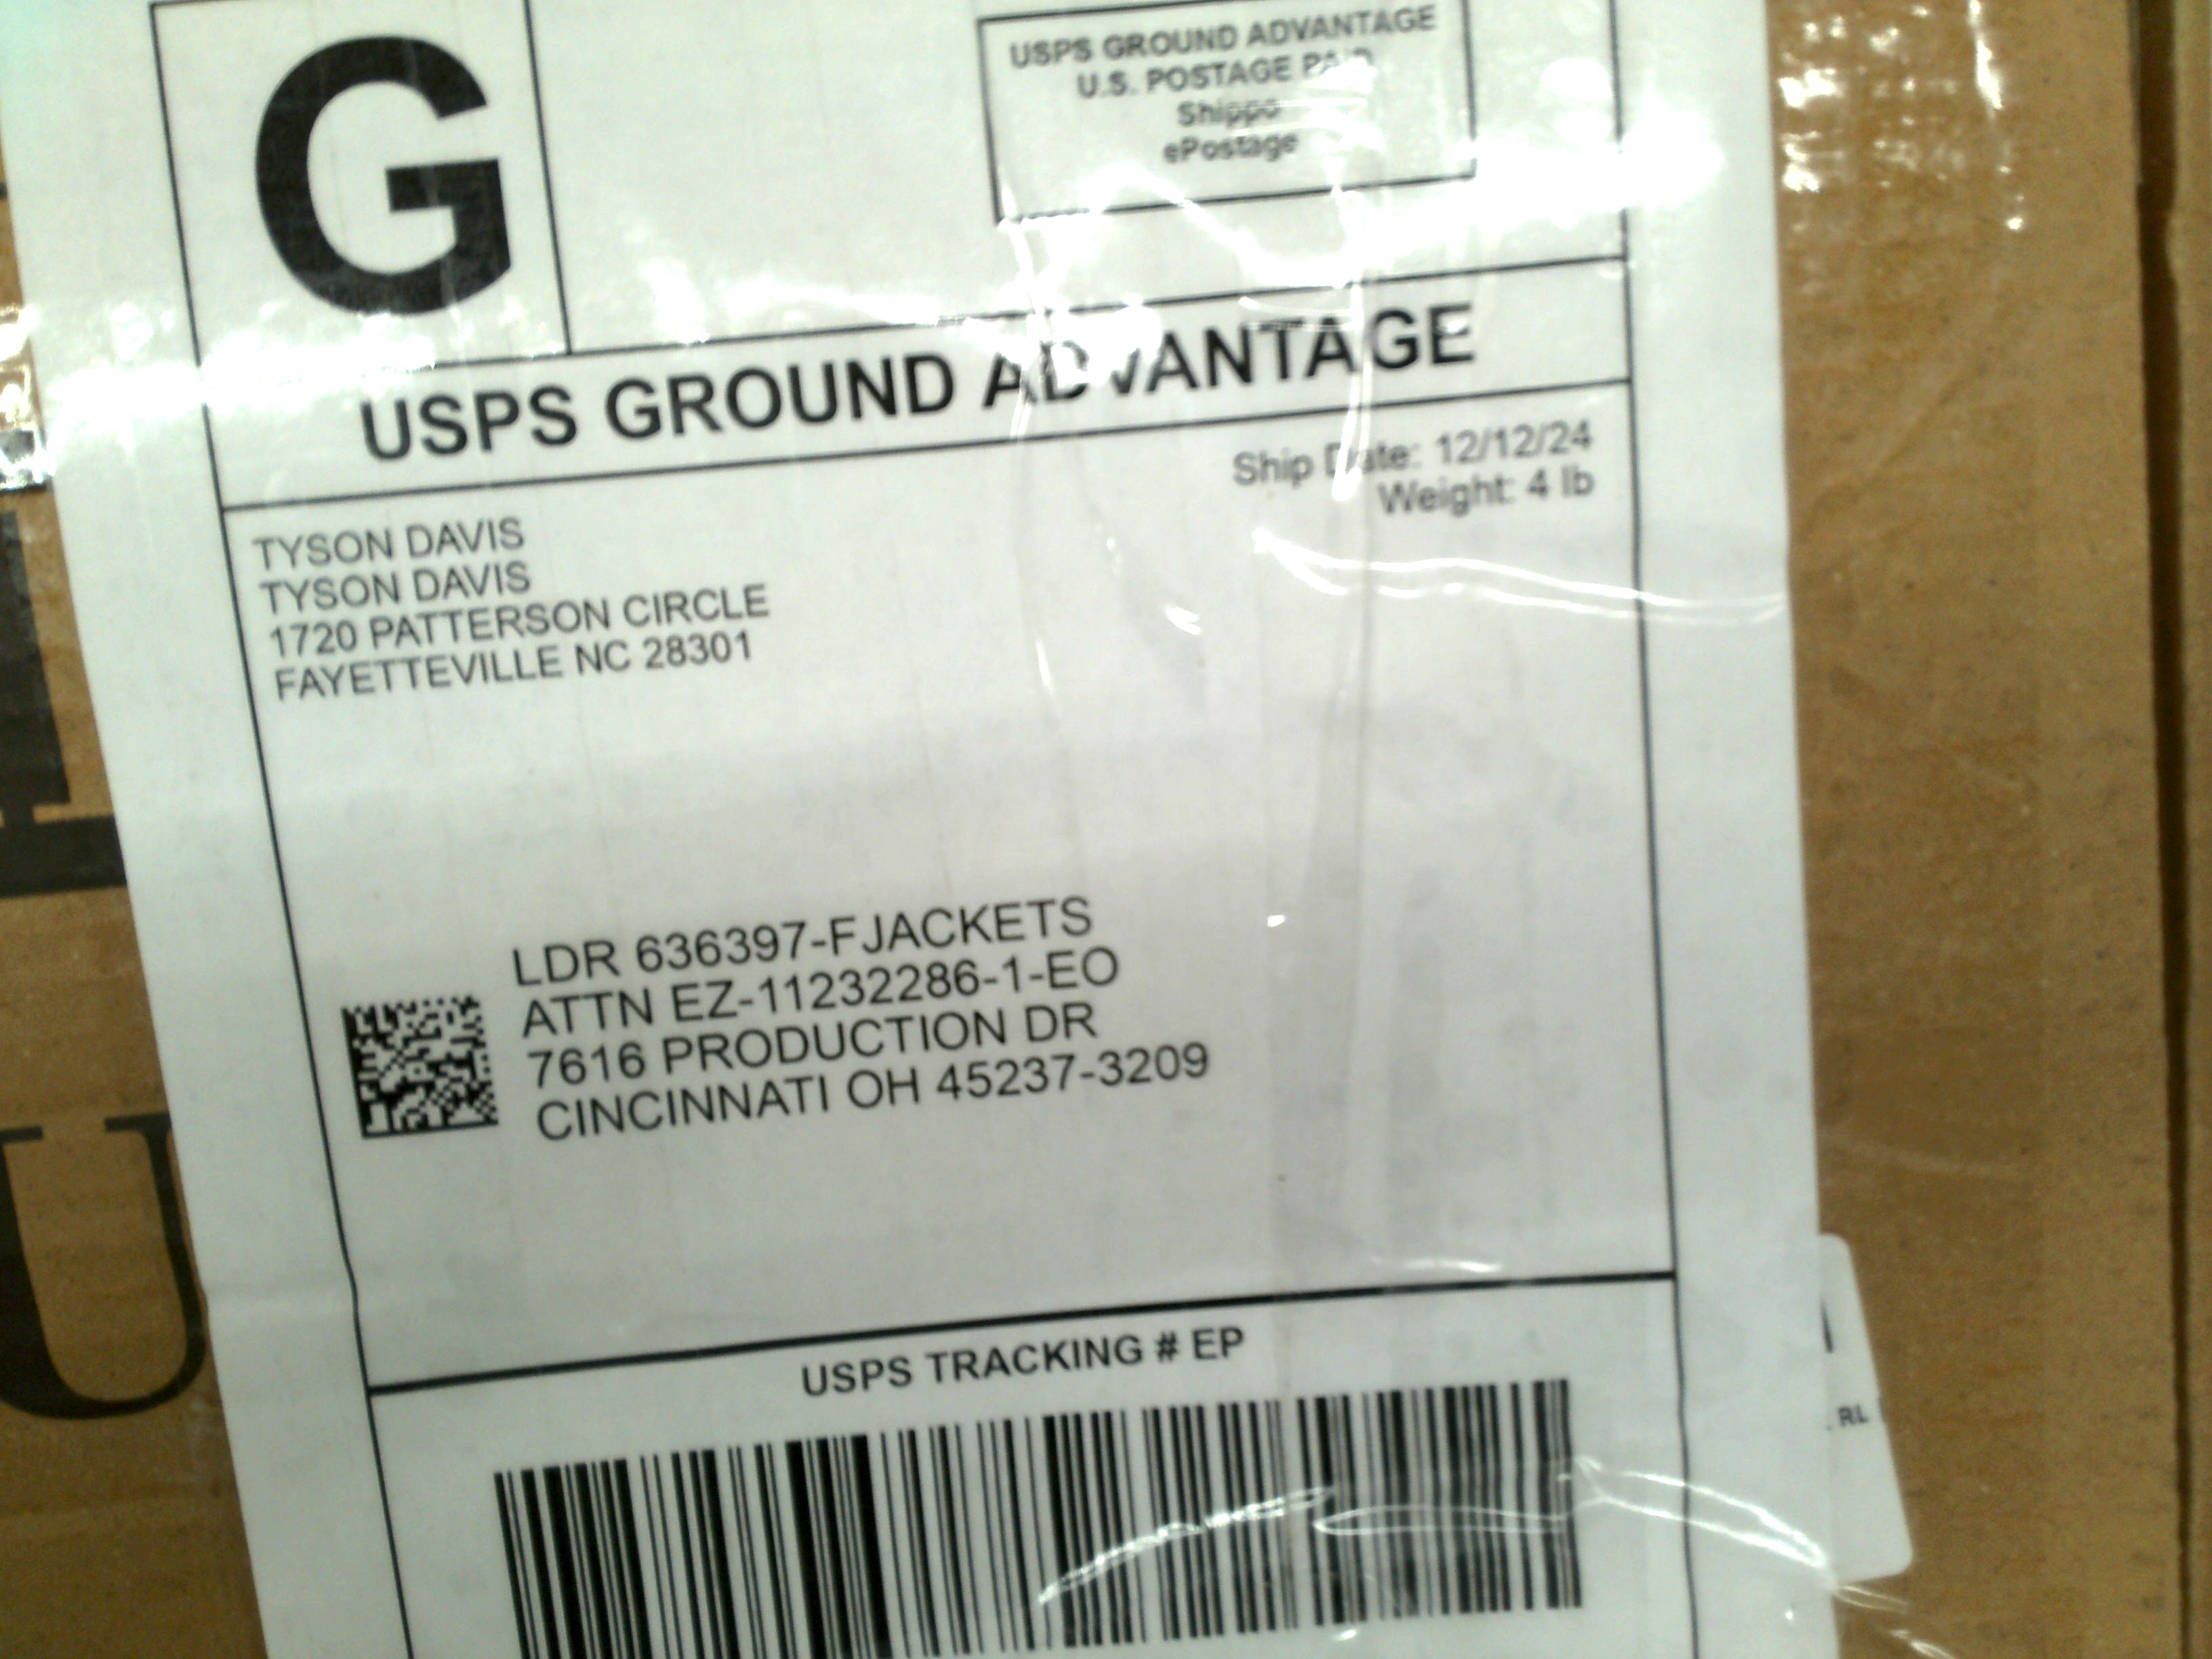 G
USPS GROUND ADVANTAGE
U.S. POSTAGE PAID
Shippo
ePostage
USPS GROUND ADVANTAGE
Ship Date: 12/12/24
Weight: 4 lb
TYSON DAVIS
TYSON DAVIS
1720 PATTERSON CIRCLE
FAYETTEVILLE NC 28301
LDR 636397-FJACKETS
ATTN EZ-11232286-1-EO
7616 PRODUCTION DR
CINCINNATI OH 45237-3209
USPS TRACKING # EP
RL
U